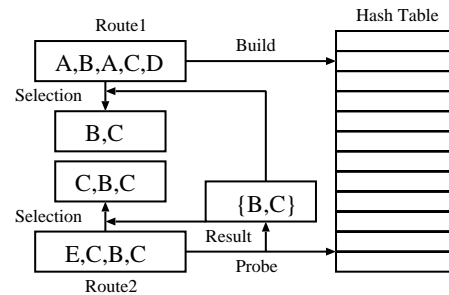 Hash Table
Route1
Build
A,B,A,C,D
Selection
B,C
C,B,C
{B,C}
Selection
Result
E,C,B,C
Probe
Route2